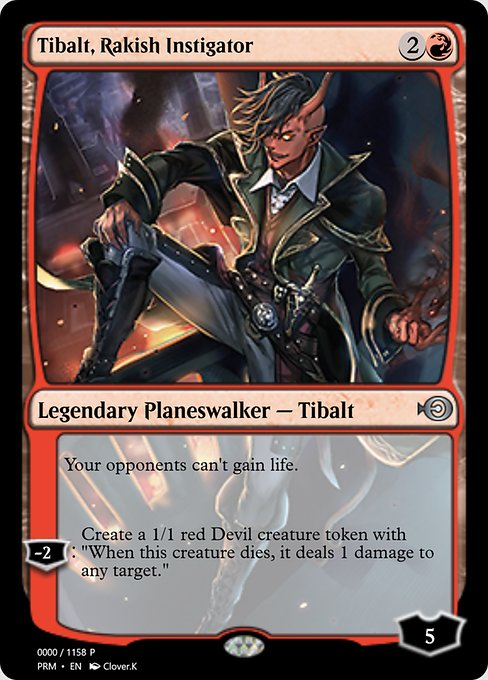 Tibalt, Rakish Instigator 2
Legendary Planeswalker — Tibalt
Your opponents can't gain life.
Create a 1/1 red Devil creature token with
-2 : "When this creature dies, it deals 1 damage to
any target."
5
0000 / 1158 P
PRM • EN Clover.K